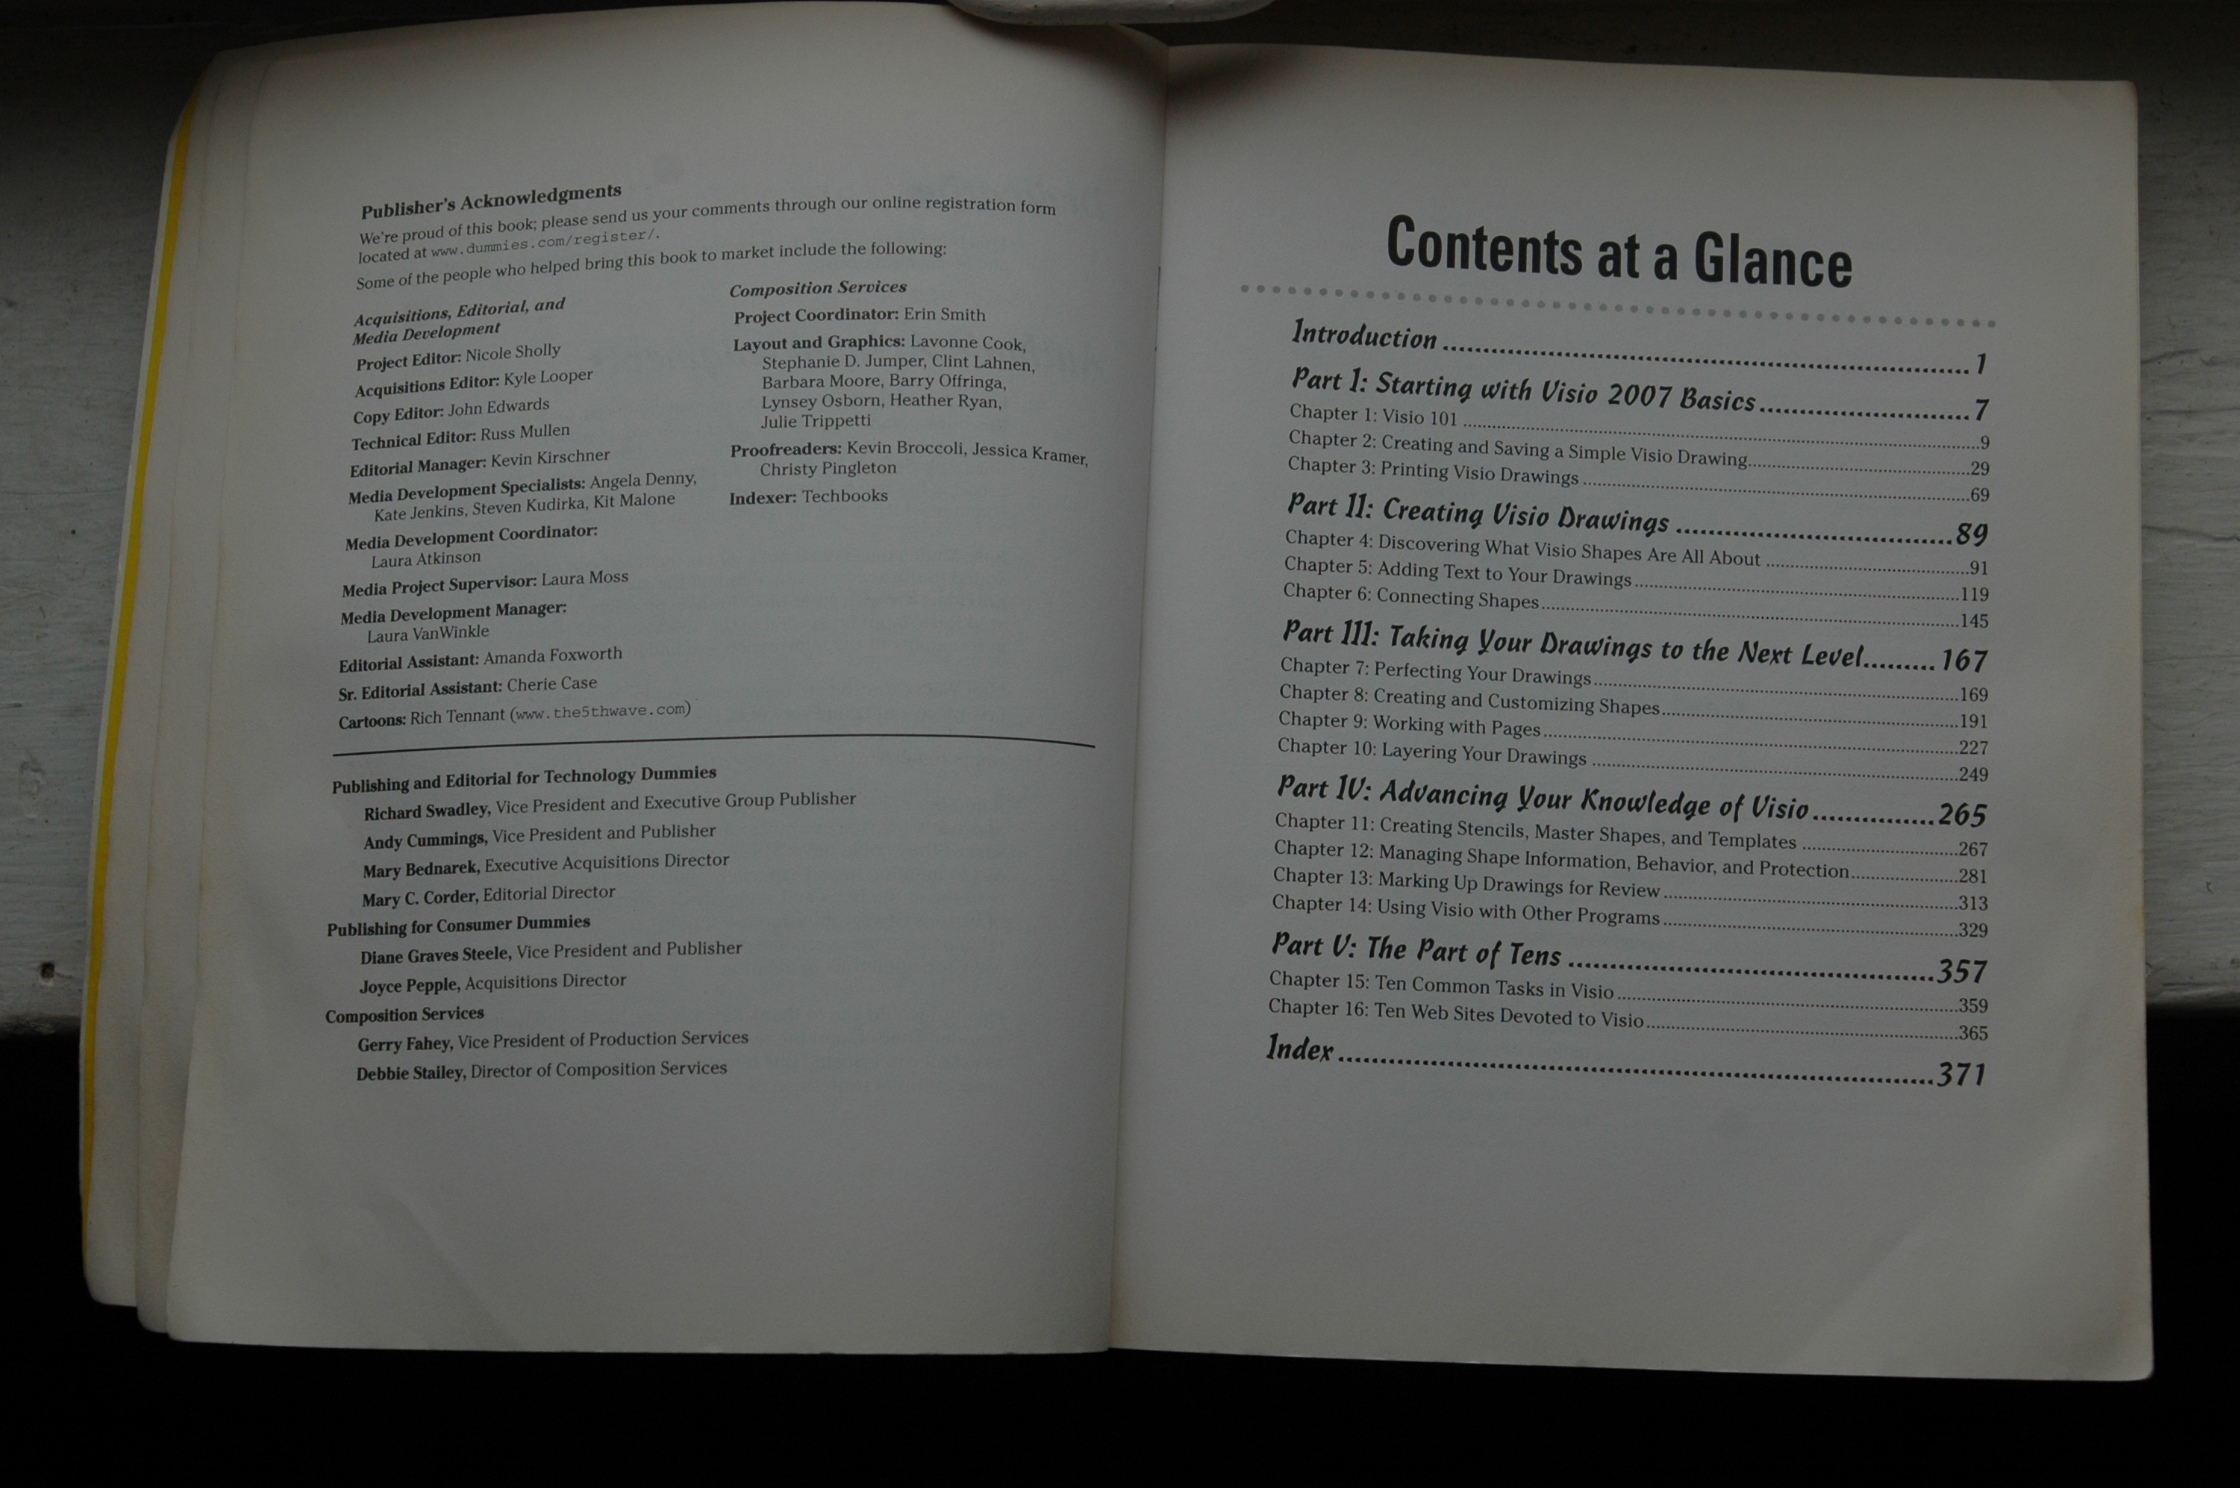 Publisher's Acknowledgments
We're proud of this book; please send us your comments through our online registration form
located at www.dummies.com/register/.
Some of the people who helped bring this book to market include the following:
Acquisitions, Editorial, and
Media Development
Project Editor: Nicole Sholly
Acquisitions Editor: Kyle Looper
Copy Editor: John Edwards
Technical Editor: Russ Mullen
Editorial Manager: Kevin Kirschner
Media Development Specialists: Angela Denny,
Kate Jenkins, Steven Kudirka, Kit Malone
Media Development Coordinator:
Laura Atkinson
Media Project Supervisor: Laura Moss
Media Development Manager:
Laura VanWinkle
Editorial Assistant: Amanda Foxworth
Sr. Editorial Assistant: Cherie Case
Cartoons: Rich Tennant (www.the5thwave.com)
Composition Services
Project Coordinator: Erin Smith
Layout and Graphics: Lavonne Cook,
Stephanie D. Jumper, Clint Lahnen,
Barbara Moore, Barry Offringa,
Lynsey Osborn, Heather Ryan,
Julie Trippetti
Proofreaders: Kevin Broccoli, Jessica Kramer,
Christy Pingleton
Indexer: Techbooks
Publishing and Editorial for Technology Dummies
Richard Swadley, Vice President and Executive Group Publisher
Andy Cummings, Vice President and Publisher
Mary Bednarek, Executive Acquisitions Director
Mary C. Corder, Editorial Director
Publishing for Consumer Dummies
Diane Graves Steele, Vice President and Publisher
Joyce Pepple, Acquisitions Director
Composition Services
Gerry Fahey, Vice President of Production Services
Debbie Stailey, Director of Composition Services
Contents at a Glance
Introduction ... 1
Part I: Starting with Visio 2007 Basics ... 7
Chapter 1: Visio 101 ... 9
Chapter 2: Creating and Saving a Simple Visio Drawing ... 29
Chapter 3: Printing Visio Drawings ... 69
Part II: Creating Visio Drawings ... 89
Chapter 4: Discovering What Visio Shapes Are All About ... 91
Chapter 5: Adding Text to Your Drawings ... 119
Chapter 6: Connecting Shapes ... 145
Part III: Taking Your Drawings to the Next Level ... 167
Chapter 7: Perfecting Your Drawings ... 169
Chapter 8: Creating and Customizing Shapes ... 191
Chapter 9: Working with Pages ... 227
Chapter 10: Layering Your Drawings ... 249
Part IV: Advancing Your Knowledge of Visio ... 265
Chapter 11: Creating Stencils, Master Shapes, and Templates ... 267
Chapter 12: Managing Shape Information, Behavior, and Protection ... 281
Chapter 13: Marking Up Drawings for Review ... 313
Chapter 14: Using Visio with Other Programs ... 329
Part V: The Part of Tens ... 357
Chapter 15: Ten Common Tasks in Visio ... 359
Chapter 16: Ten Web Sites Devoted to Visio ... 365
Index ... 371